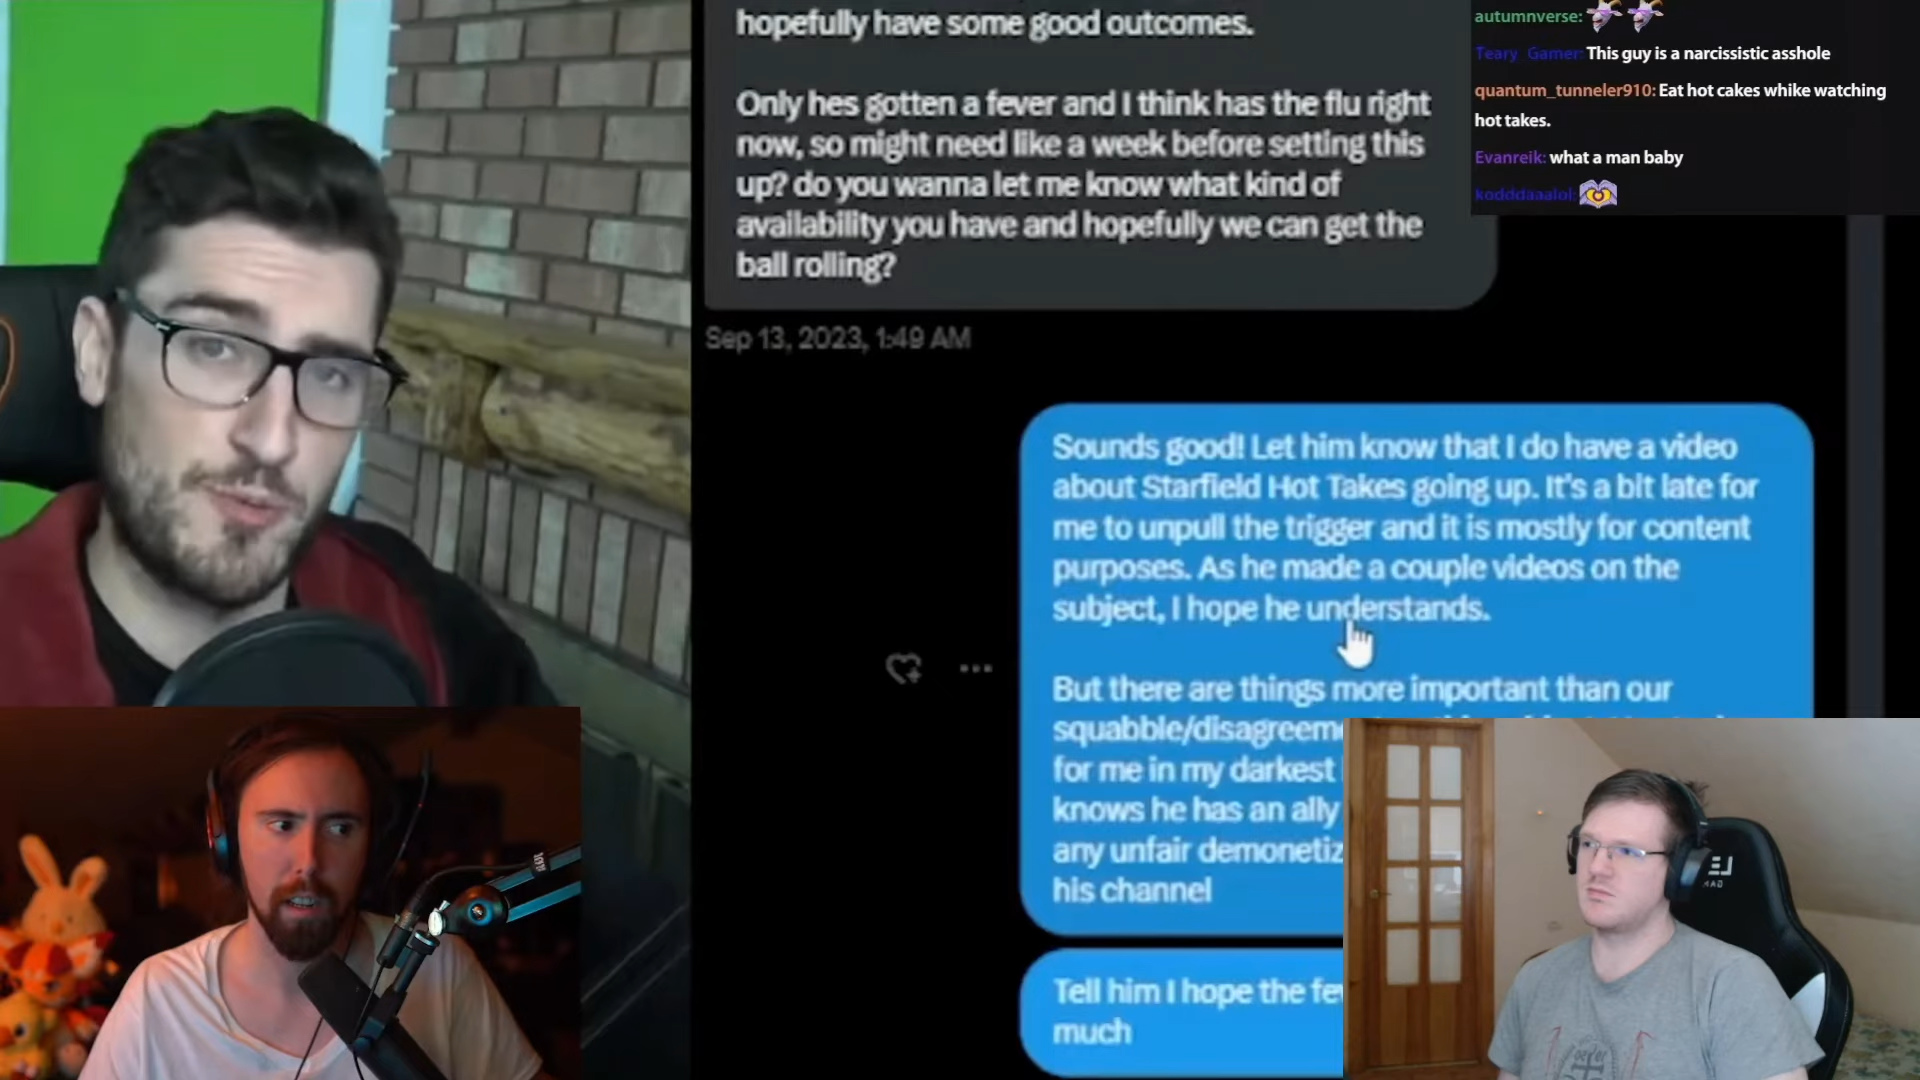 hopefully have some good outcomes.
Only hes gotten a fever and I think has the flu right
now, so might need like a week before setting this
up? do you wanna let me know what kind of
availability you have and hopefully we can get the
ball rolling?
Sep 13, 2023, 1:49 AM
Sounds good! Let him know that I do have a video
about Starfield Hot Takes going up. It's a bit late for
me to unpull the trigger and it is mostly for content
purposes. As he made a couple videos on the
subject, I hope he understands.
But there are things more important than our
squabble/disagreeme
for me in my darkest
knows he has an ally
any unfair demonetiz
his channel
Tell him I hope the fe
much
autumnverse:
Teary_Gamer: This guy is a narcissistic asshole
quantum_tunneler910: Eat hot cakes whike watching
hot takes.
Evanreik: what a man baby
kodddaaalol: